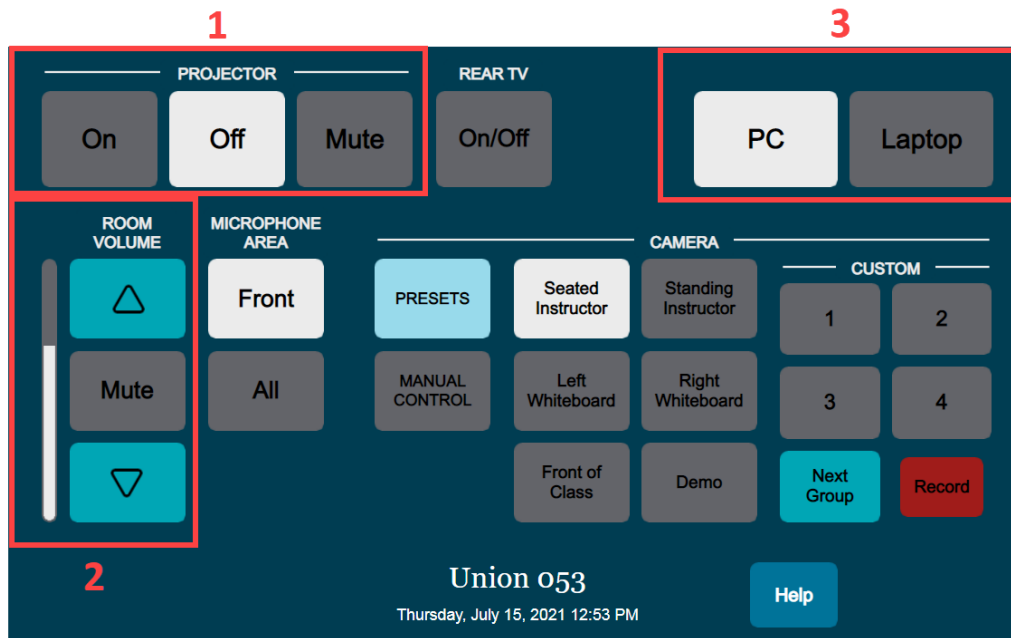 1
3
PROJECTOR
REAR TV
On
Off
Mute
On/Off
PC
Laptop
ROOM
VOLUME
MICROPHONE
AREA
CAMERA
CUSTOM
Front
PRESETS
Seated
Instructor
Standing
Instructor
1
2
Mute
All
MANUAL
CONTROL
Left
Whiteboard
Right
Whiteboard
3
4
Front of
Class
Demo
Next
Group
Record
2
Union 053
Thursday, July 15, 2021 12:53 PM
Help